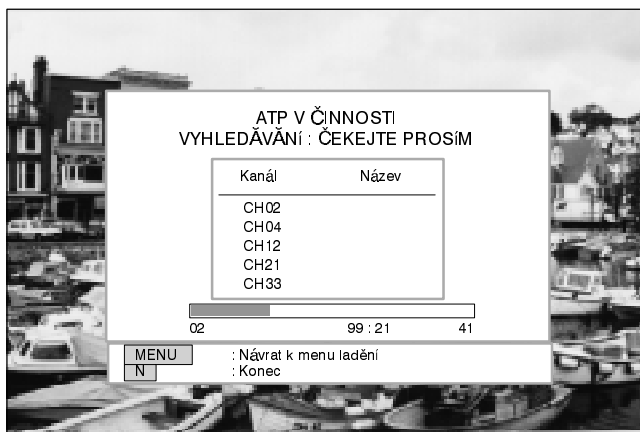 ATP V ČINNOSTI
VYHLEDĂVĂNí : ČEKEJTE PROSíM
Kanál Název
CH02
CH04
CH12
CH21
CH33
02 99 : 21 41
MENU : Návrat k menu ladění
N : Konec